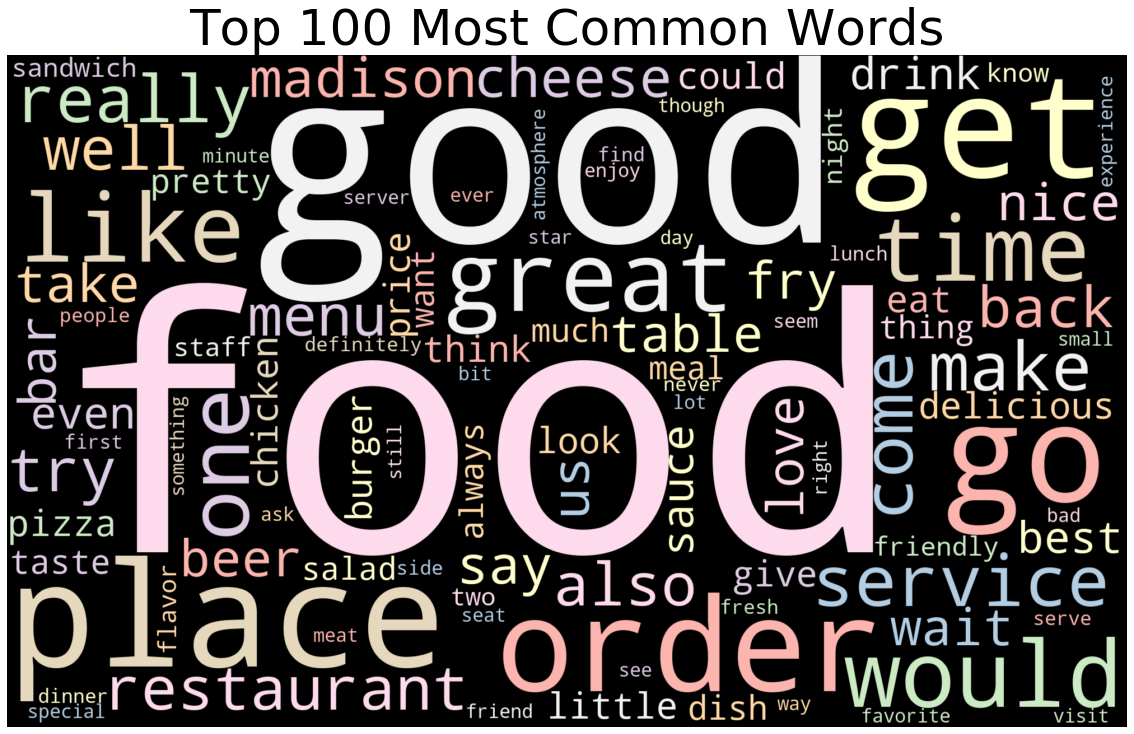 Top 100 Most Common Words
sandwich
really
madison
cheese
could
drink
know
though
good
get
experience
well
minute
pretty
server
ever
atmosphere
find
enjoy
night
nice
like
star
day
time
lunch
take
people
price
want
great
fry
eat
back
thing
small
menu
staff
definitely
think
much
table
seem
bar
food
chicken
bit
meal
never
lot
make
even
first
something
one
burger
still
always
look
us
sauce
love
right
come
delicious
try
go
pizza
ask
bad
best
friendly
taste
beer
salad
side
say
also
give
service
place
flavor
meat
two
seat
order
fresh
see
wait
serve
would
dinner
special
restaurant
friend
little
dish
way
favorite
visit